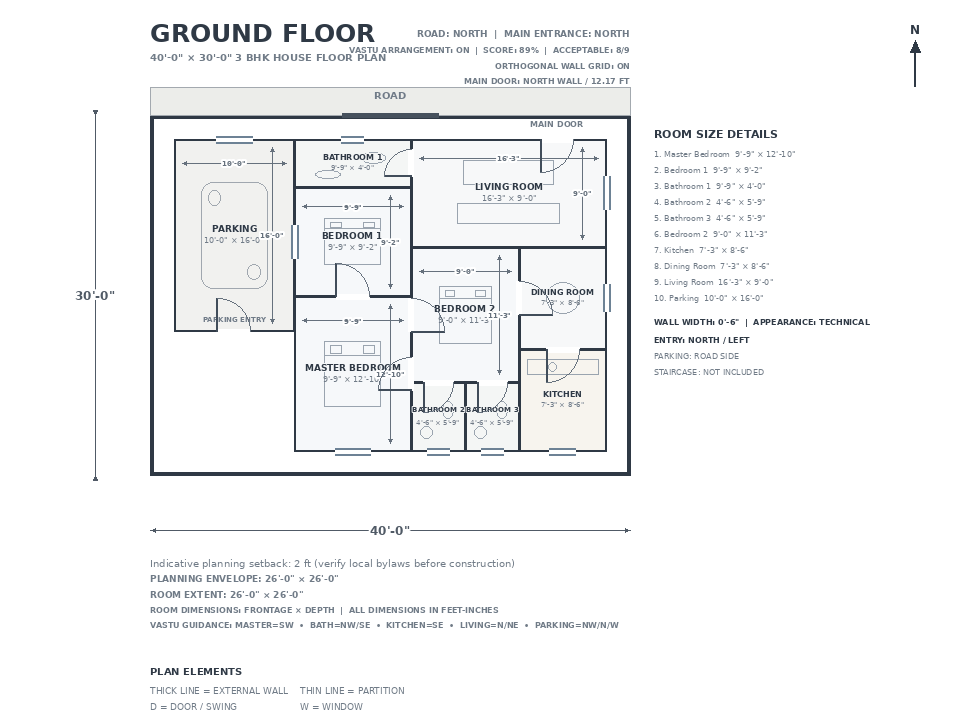 GROUND FLOOR
40'-0" × 30'-0" 3 BHK HOUSE FLOOR PLAN
ROAD: NORTH | MAIN ENTRANCE: NORTH
VASTU ARRANGEMENT: ON | SCORE: 89% | ACCEPTABLE: 8/9
ORTHOGONAL WALL GRID: ON
MAIN DOOR: NORTH WALL / 12.17 FT
N
ROAD
MAIN DOOR
10'-0"
PARKING
10'-0" × 16'-0"
16'-0"
PARKING ENTRY
BATHROOM 1
9'-9" × 4'-0"
16'-3"
LIVING ROOM
16'-3" × 9'-0"
9'-0"
9'-9"
BEDROOM 1
9'-9" × 9'-2"
9'-2"
9'-0"
BEDROOM 2
9'-0" × 11'-3"
11'-3"
DINING ROOM
7'-3" × 8'-6"
9'-9"
MASTER BEDROOM
9'-9" × 12'-10"
12'-10"
BATHROOM 2
4'-6" × 5'-9"
BATHROOM 3
4'-6" × 5'-9"
KITCHEN
7'-3" × 8'-6"
30'-0"
40'-0"
ROOM SIZE DETAILS
1. Master Bedroom 9'-9" × 12'-10"
2. Bedroom 1 9'-9" × 9'-2"
3. Bathroom 1 9'-9" × 4'-0"
4. Bathroom 2 4'-6" × 5'-9"
5. Bathroom 3 4'-6" × 5'-9"
6. Bedroom 2 9'-0" × 11'-3"
7. Kitchen 7'-3" × 8'-6"
8. Dining Room 7'-3" × 8'-6"
9. Living Room 16'-3" × 9'-0"
10. Parking 10'-0" × 16'-0"
WALL WIDTH: 0'-6" | APPEARANCE: TECHNICAL
ENTRY: NORTH / LEFT
PARKING: ROAD SIDE
STAIRCASE: NOT INCLUDED
Indicative planning setback: 2 ft (verify local bylaws before construction)
PLANNING ENVELOPE: 26'-0" × 26'-0"
ROOM EXTENT: 26'-0" × 26'-0"
ROOM DIMENSIONS: FRONTAGE × DEPTH | ALL DIMENSIONS IN FEET-INCHES
VASTU GUIDANCE: MASTER=SW • BATH=NW/SE • KITCHEN=SE • LIVING=N/NE • PARKING=NW/N/W
PLAN ELEMENTS
THICK LINE = EXTERNAL WALL THIN LINE = PARTITION
D = DOOR / SWING W = WINDOW